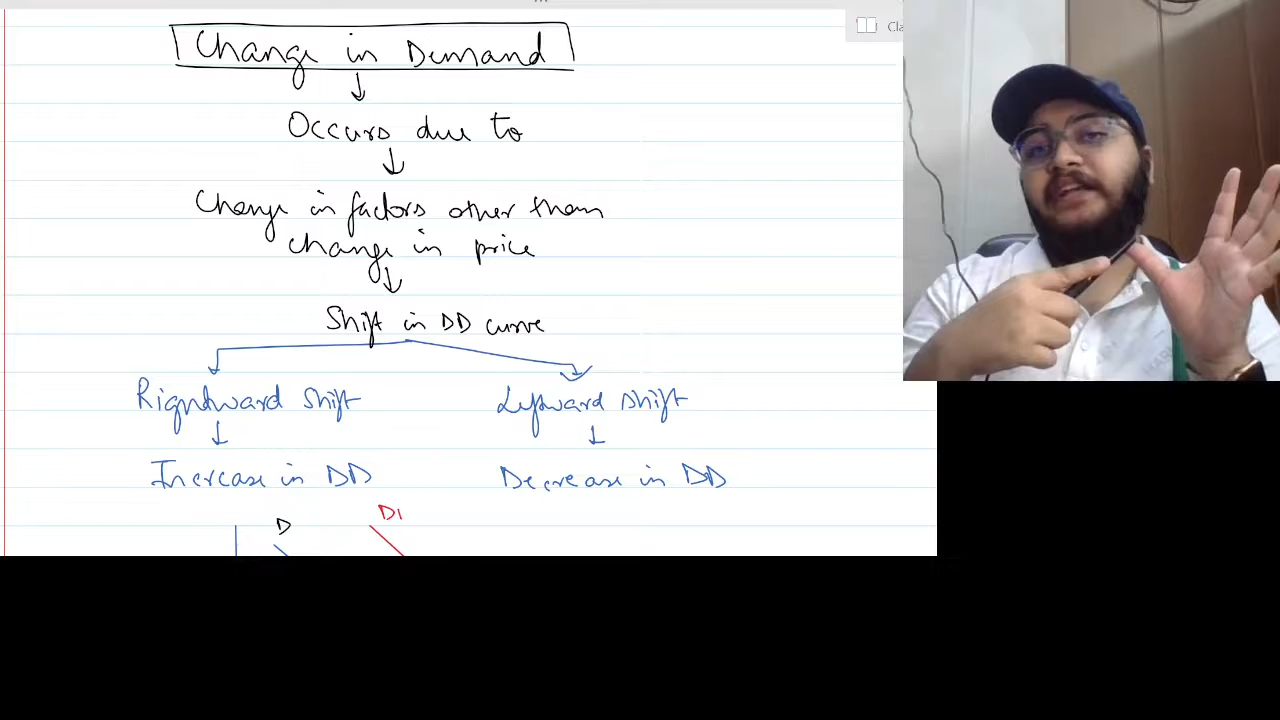 Change in Demand
Occurs due to
Change in factors other than
change in price
Shift in DD curve
Rightward Shift
Leftward Shift
Increase in DD
Decrease in DD
D
D1
Cla